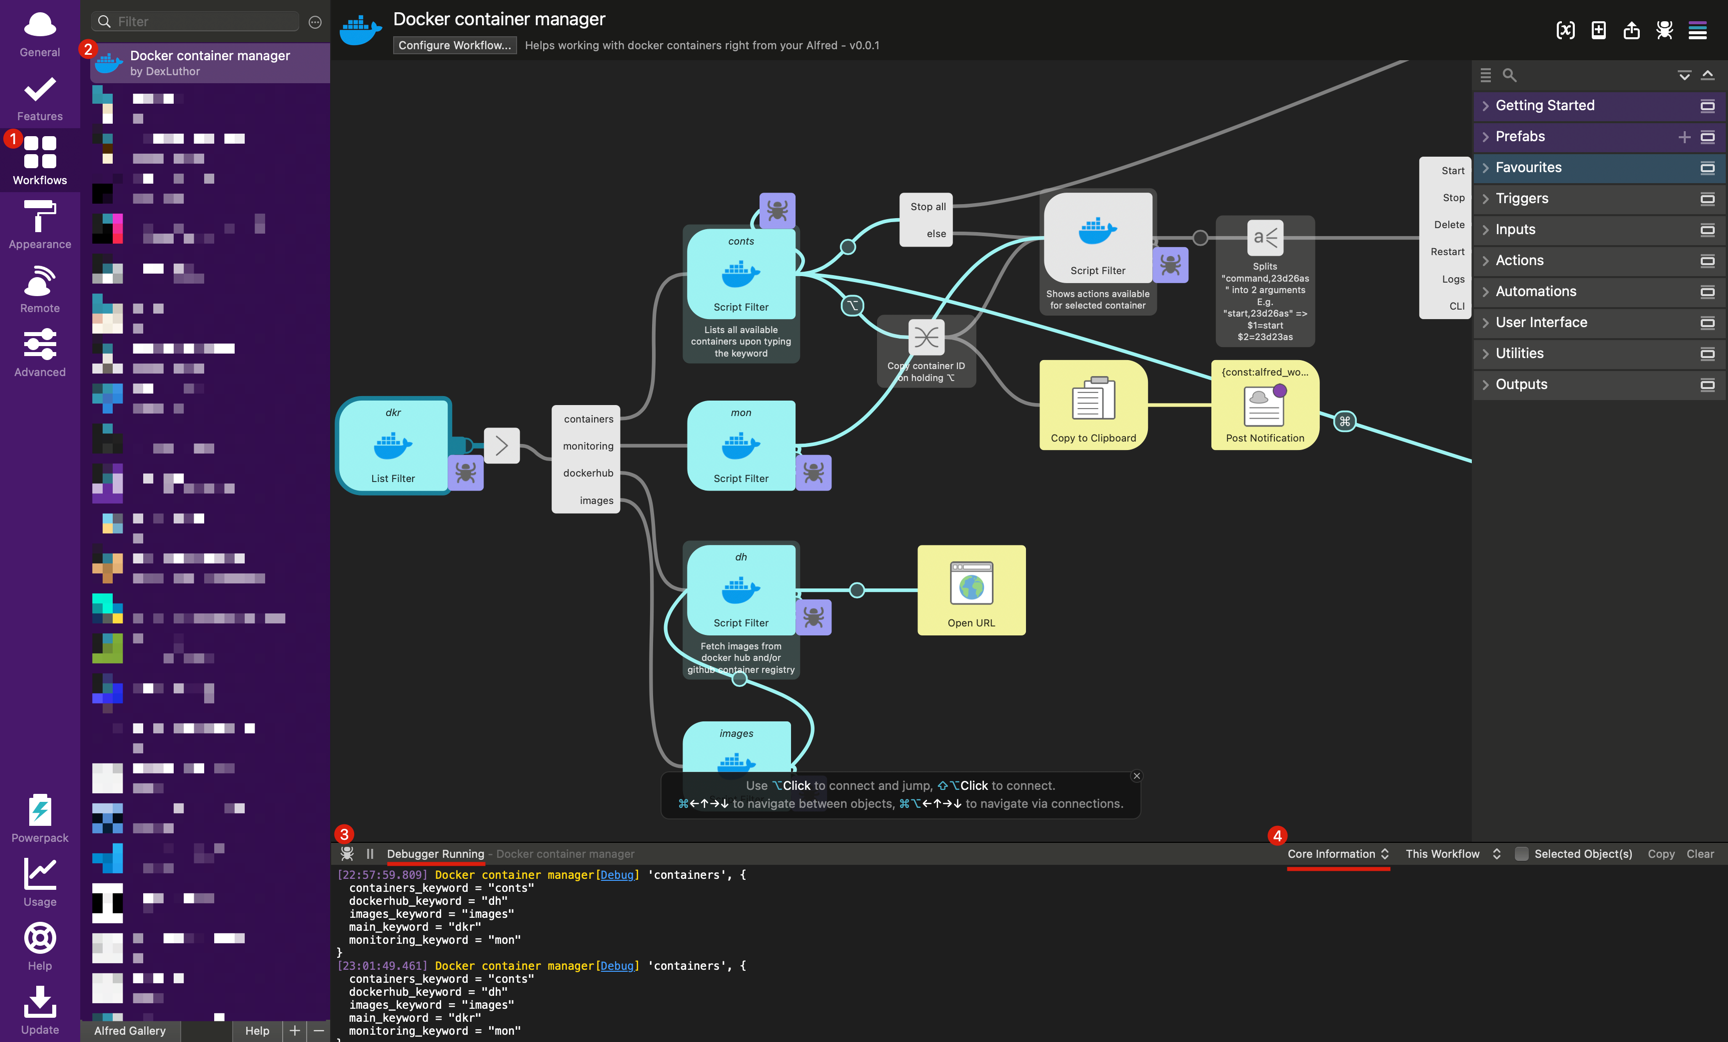 General
Features
1
Workflows
Appearance
Remote
Advanced
Powerpack
Usage
Help
Update
Filter
2
Docker container manager
by DexLuthor
Alfred Gallery
Help
+
−
Docker container manager
Configure Workflow...
Helps working with docker containers right from your Alfred - v0.0.1
Getting Started
Prefabs
Favourites
Triggers
Inputs
Actions
Automations
User Interface
Utilities
Outputs
conts
Script Filter
Lists all available
containers upon typing
the keyword
Stop all
else
Script Filter
Shows actions available
for selected container
a
Splits
"command,23d26as
" into 2 arguments
E.g.
"start,23d26as" =>
$1=start
$2=23d23as
Start
Stop
Delete
Restart
Logs
CLI
Copy container ID
on holding ⌥
Copy to Clipboard
{const:alfred_wo...
Post Notification
⌘
dkr
List Filter
containers
monitoring
dockerhub
images
mon
Script Filter
dh
Script Filter
Fetch images from
docker hub and/or
github container registry
Open URL
images
Use ⌥Click to connect and jump, ⇧⌥Click to connect.
⌘←↑→↓ to navigate between objects, ⌘⌥←↑→↓ to navigate via connections.
3
4
Debugger Running - Docker container manager
Core Information
This Workflow
Selected Object(s)
Copy
Clear
[22:57:59.809] Docker container manager[Debug] 'containers', {
containers_keyword = "conts"
dockerhub_keyword = "dh"
images_keyword = "images"
main_keyword = "dkr"
monitoring_keyword = "mon"
}
[23:01:49.461] Docker container manager[Debug] 'containers', {
containers_keyword = "conts"
dockerhub_keyword = "dh"
images_keyword = "images"
main_keyword = "dkr"
monitoring_keyword = "mon"